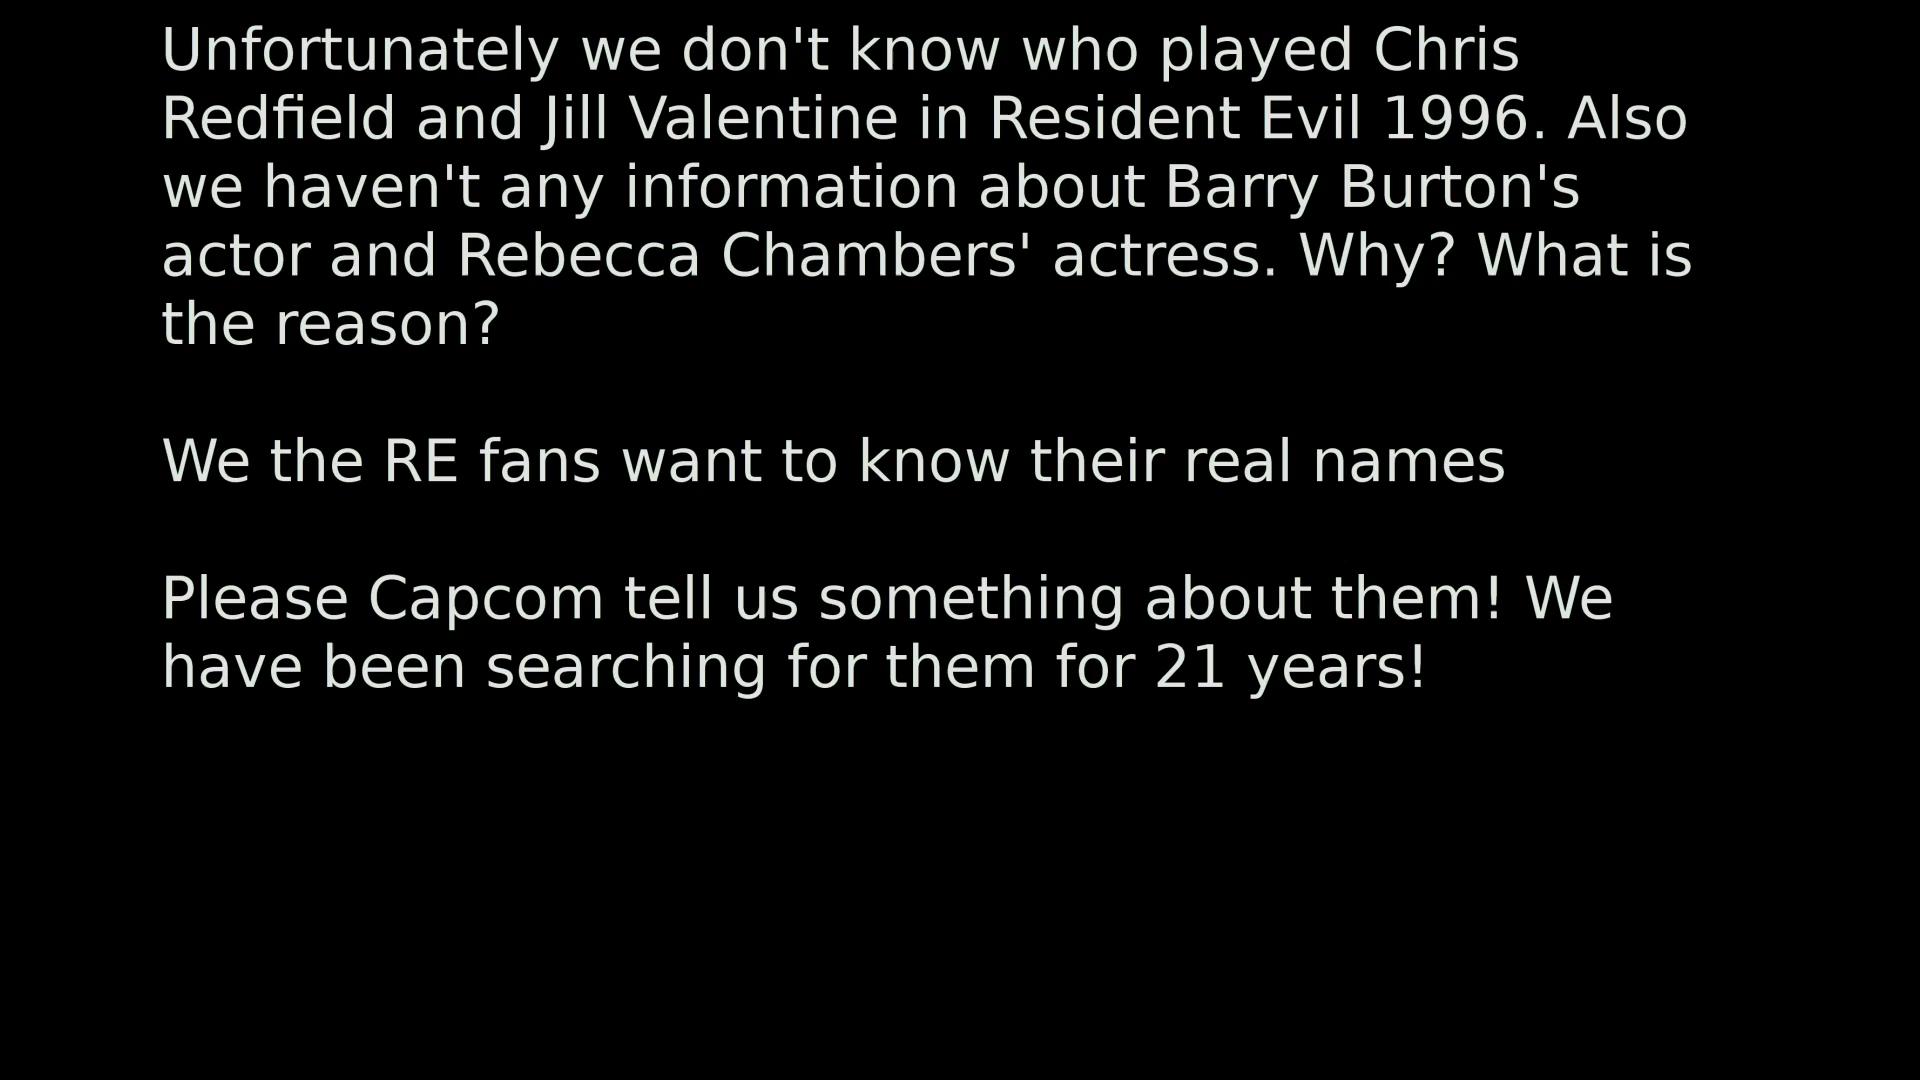 Unfortunately we don't know who played Chris
Redfield and Jill Valentine in Resident Evil 1996. Also
we haven't any information about Barry Burton's
actor and Rebecca Chambers' actress. Why? What is
the reason?
We the RE fans want to know their real names
Please Capcom tell us something about them! We
have been searching for them for 21 years!